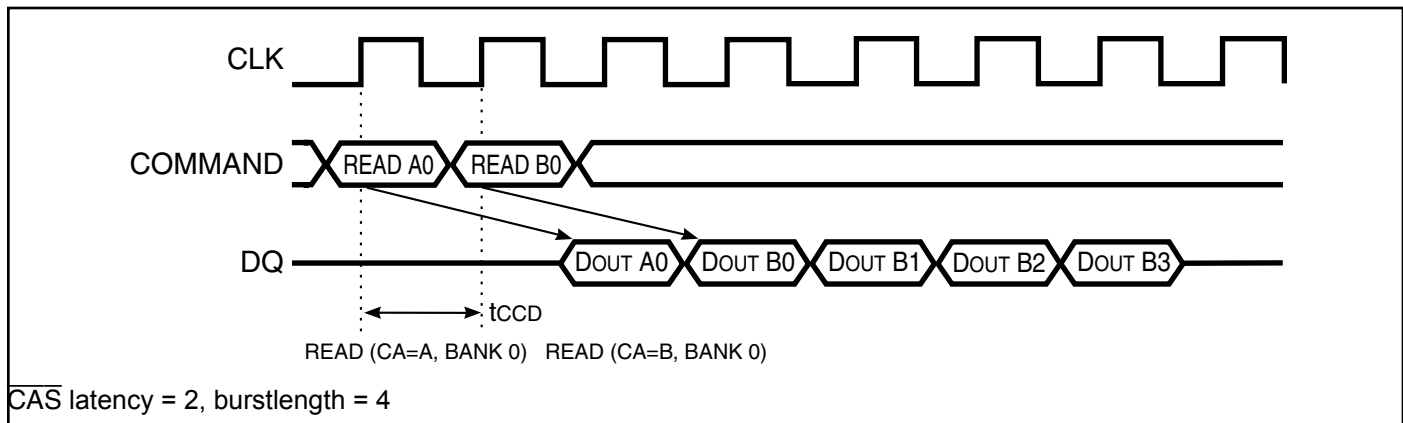 CLK
COMMAND
READ A0 READ B0
DQ
DOUT A0 DOUT B0 DOUT B1 DOUT B2 DOUT B3
tCCD
READ (CA=A, BANK 0) READ (CA=B, BANK 0)
CAS latency = 2, burstlength = 4